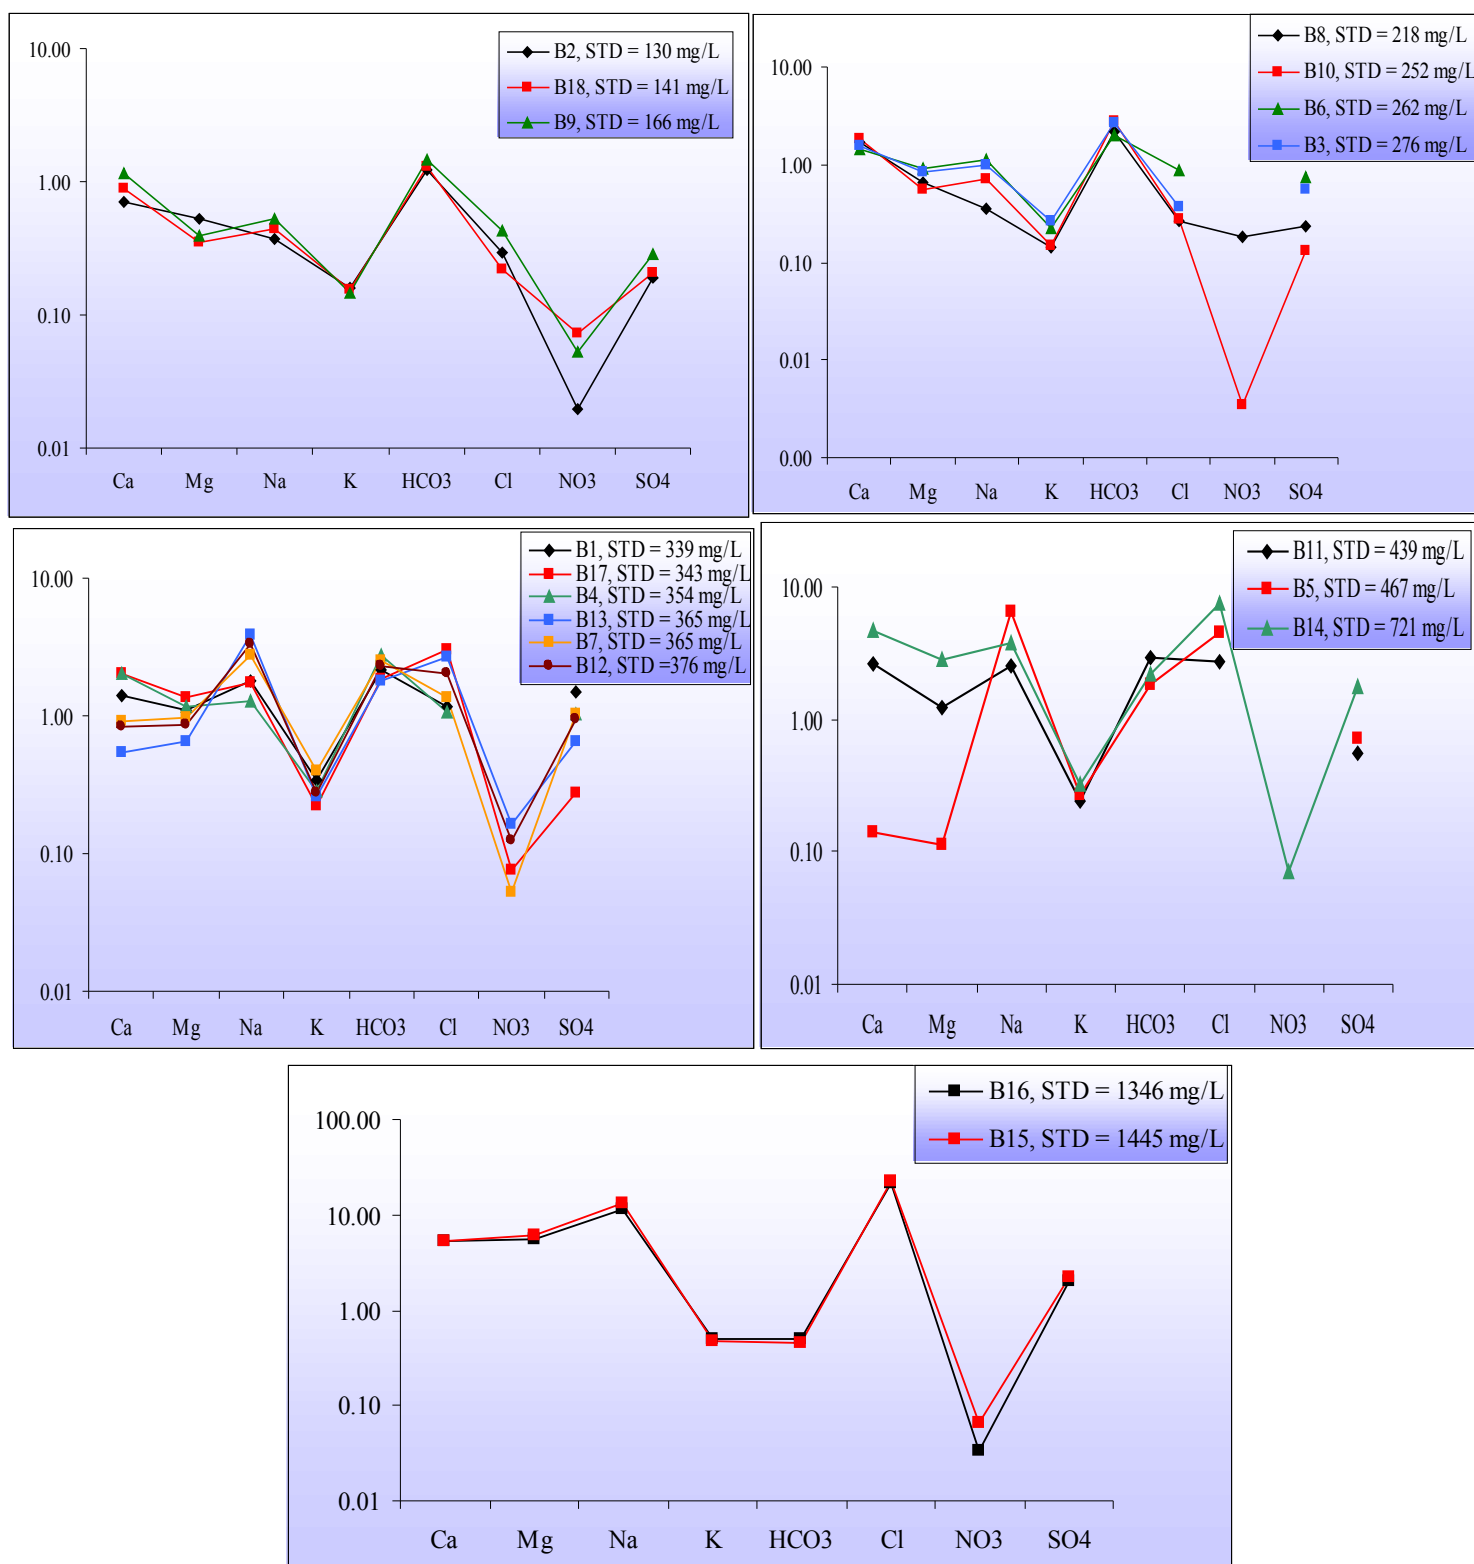 10.00
1.00
0.10
0.01
Ca Mg Na K HCO3 Cl NO3 SO4
B2, STD = 130 mg/L
B18, STD = 141 mg/L
B9, STD = 166 mg/L
10.00
1.00
0.10
0.01
0.00
Ca Mg Na K HCO3 Cl NO3 SO4
B8, STD = 218 mg/L
B10, STD = 252 mg/L
B6, STD = 262 mg/L
B3, STD = 276 mg/L
10.00
1.00
0.10
0.01
Ca Mg Na K HCO3 Cl NO3 SO4
B1, STD = 339 mg/L
B17, STD = 343 mg/L
B4, STD = 354 mg/L
B13, STD = 365 mg/L
B7, STD = 365 mg/L
B12, STD =376 mg/L
10.00
1.00
0.10
0.01
Ca Mg Na K HCO3 Cl NO3 SO4
B11, STD = 439 mg/L
B5, STD = 467 mg/L
B14, STD = 721 mg/L
100.00
10.00
1.00
0.10
0.01
Ca Mg Na K HCO3 Cl NO3 SO4
B16, STD = 1346 mg/L
B15, STD = 1445 mg/L